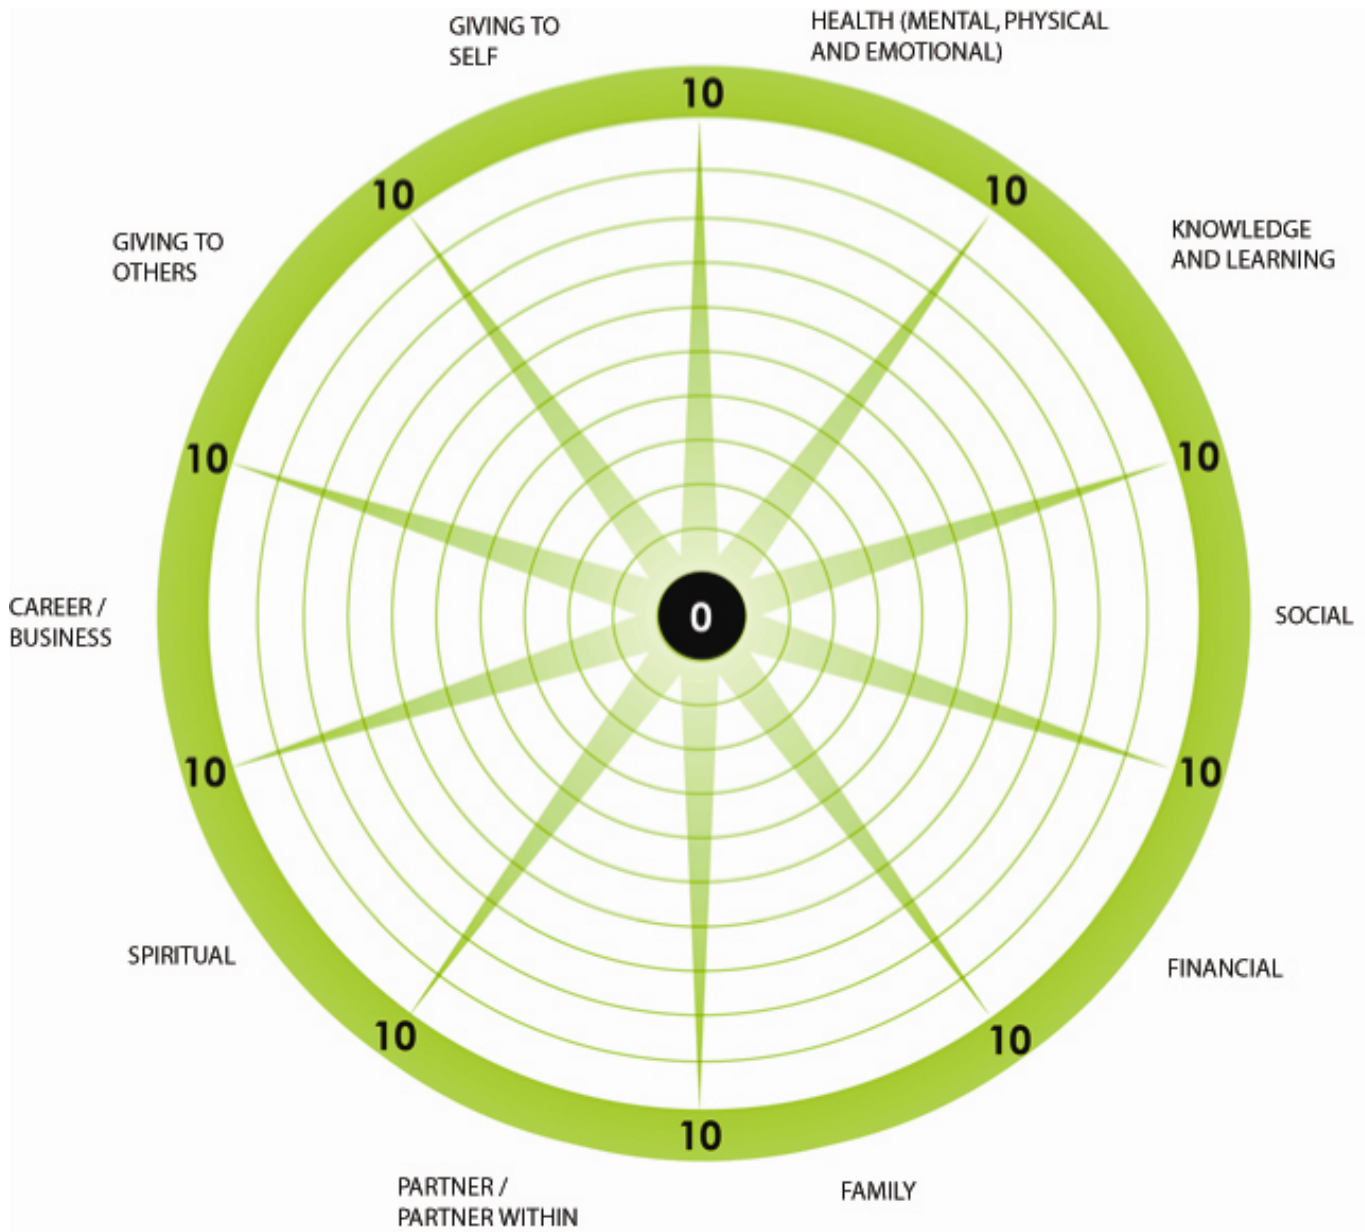 GIVING TO
SELF
HEALTH (MENTAL, PHYSICAL
AND EMOTIONAL)
10
10
10
GIVING TO
OTHERS
KNOWLEDGE
AND LEARNING
10
10
CAREER /
BUSINESS
0
SOCIAL
10
10
SPIRITUAL
FINANCIAL
10
10
10
PARTNER /
PARTNER WITHIN
FAMILY